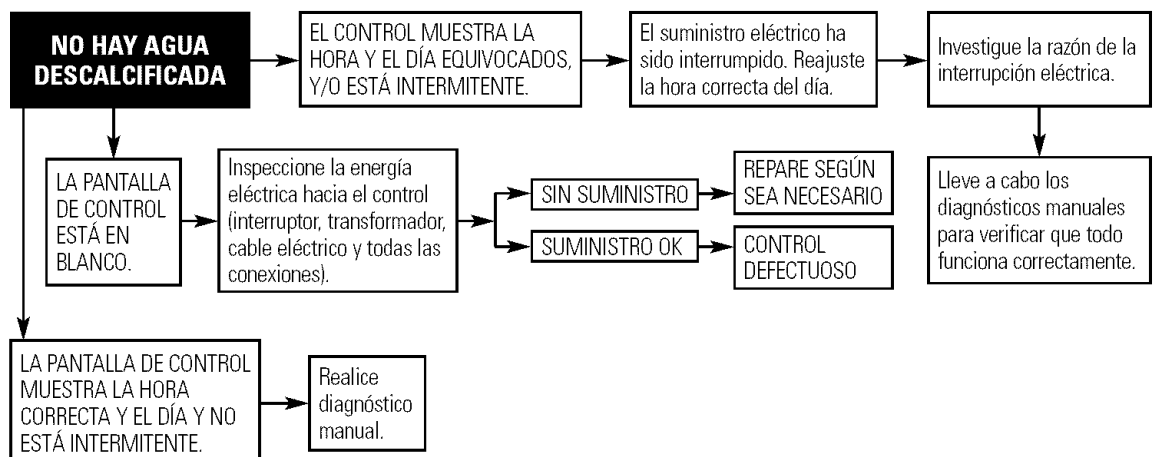 NO HAY AGUA
DESCALCIFICADA
EL CONTROL MUESTRA LA
HORA Y EL DÍA EQUIVOCADOS,
Y/O ESTÁ INTERMITENTE.
El suministro eléctrico ha
sido interrumpido. Reajuste
la hora correcta del día.
Investigue la razón de la
interrupción eléctrica.
Lleve a cabo los
diagnósticos manuales
para verificar que todo
funciona correctamente.
LA PANTALLA
DE CONTROL
ESTÁ EN
BLANCO.
Inspeccione la energía
eléctrica hacia el control
(interruptor, transformador,
cable eléctrico y todas las
conexiones).
SIN SUMINISTRO
REPARE SEGÚN
SEA NECESARIO
SUMINISTRO OK
CONTROL
DEFECTUOSO
LA PANTALLA DE CONTROL
MUESTRA LA HORA
CORRECTA Y EL DÍA Y NO
ESTÁ INTERMITENTE.
Realice
diagnóstico
manual.